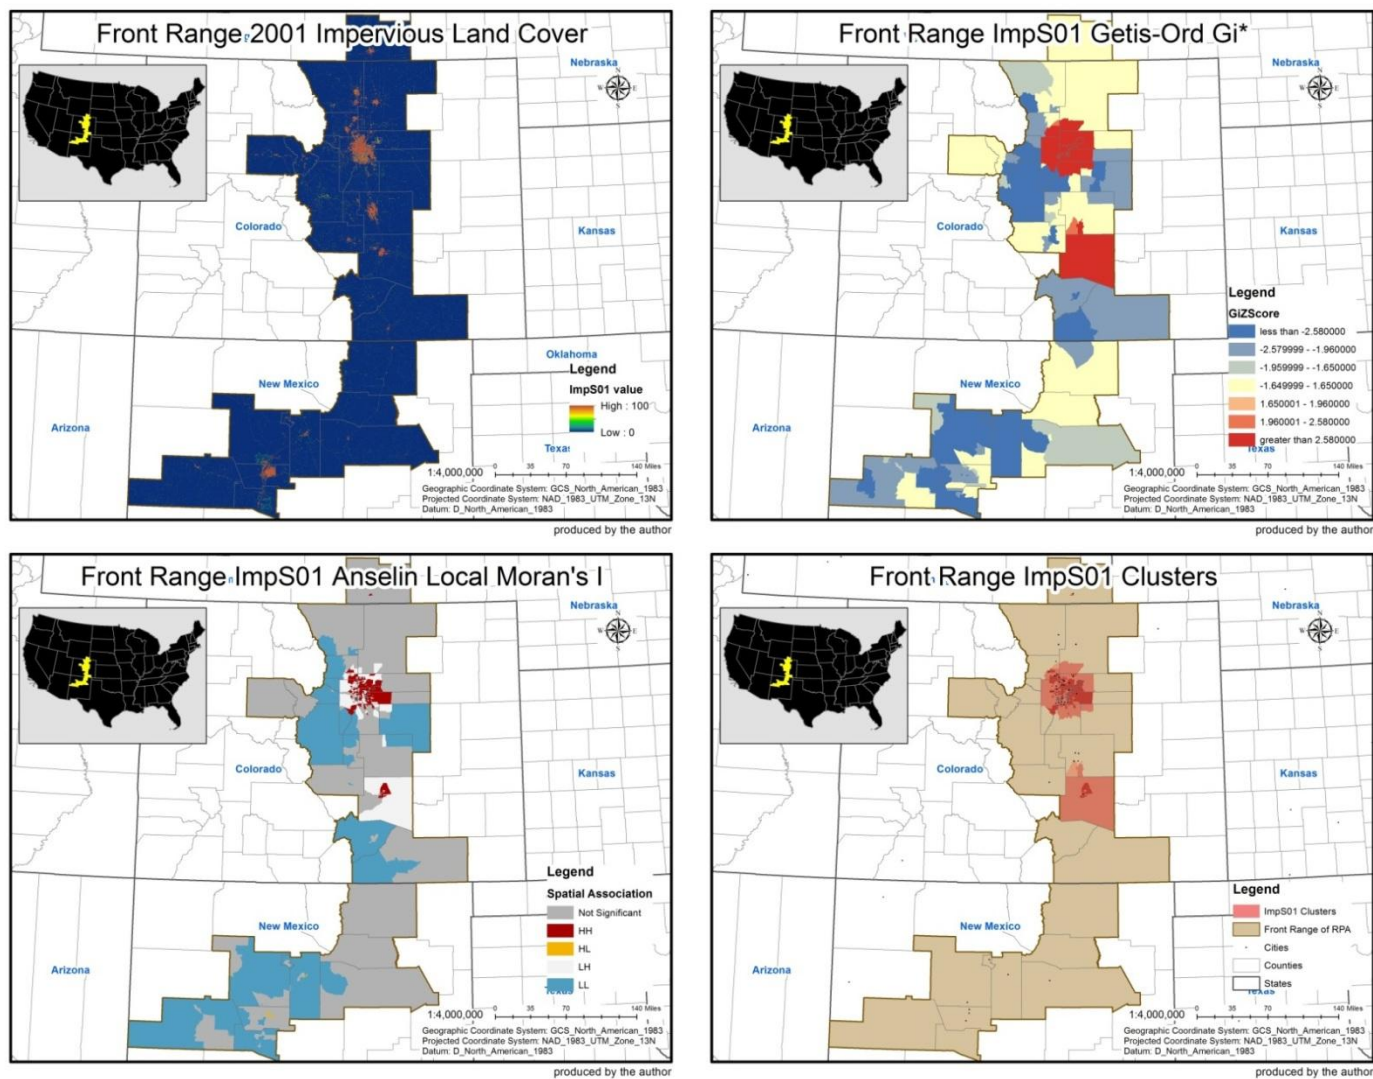 Front Range 2001 Impervious Land Cover
Nebraska
N
W E
S
Colorado
Kansas
Oklahoma
Legend
New Mexico
ImpS01 value
High : 100
Low : 0
Arizona
Texas
1:4,000,000
0 35 70 140 Miles
Geographic Coordinate System: GCS_North_American_1983
Projected Coordinate System: NAD_1983_UTM_Zone_13N
Datum: D_North_American_1983
produced by the author
Front Range ImpS01 Getis-Ord Gi*
Nebraska
N
W E
S
Colorado
Kansas
Legend
GiZScore
less than -2.580000
-2.579999 - -1.960000
-1.959999 - -1.650000
-1.649999 - 1.650000
1.650001 - 1.960000
1.960001 - 2.580000
greater than 2.580000
New Mexico
Arizona
Texas
1:4,000,000
0 35 70 140 Miles
Geographic Coordinate System: GCS_North_American_1983
Projected Coordinate System: NAD_1983_UTM_Zone_13N
Datum: D_North_American_1983
produced by the author
Front Range ImpS01 Anselin Local Moran's I
Nebraska
N
W E
S
Colorado
Kansas
Legend
Spatial Association
Not Significant
HH
HL
LH
LL
New Mexico
Arizona
1:4,000,000
0 35 70 140 Miles
Geographic Coordinate System: GCS_North_American_1983
Projected Coordinate System: NAD_1983_UTM_Zone_13N
Datum: D_North_American_1983
produced by the author
Front Range ImpS01 Clusters
Nebraska
N
W E
S
Colorado
Kansas
Legend
ImpS01 Clusters
Front Range of RPA
Cities
Counties
States
New Mexico
Arizona
Texas
1:4,000,000
0 35 70 140 Miles
Geographic Coordinate System: GCS_North_American_1983
Projected Coordinate System: NAD_1983_UTM_Zone_13N
Datum: D_North_American_1983
produced by the author